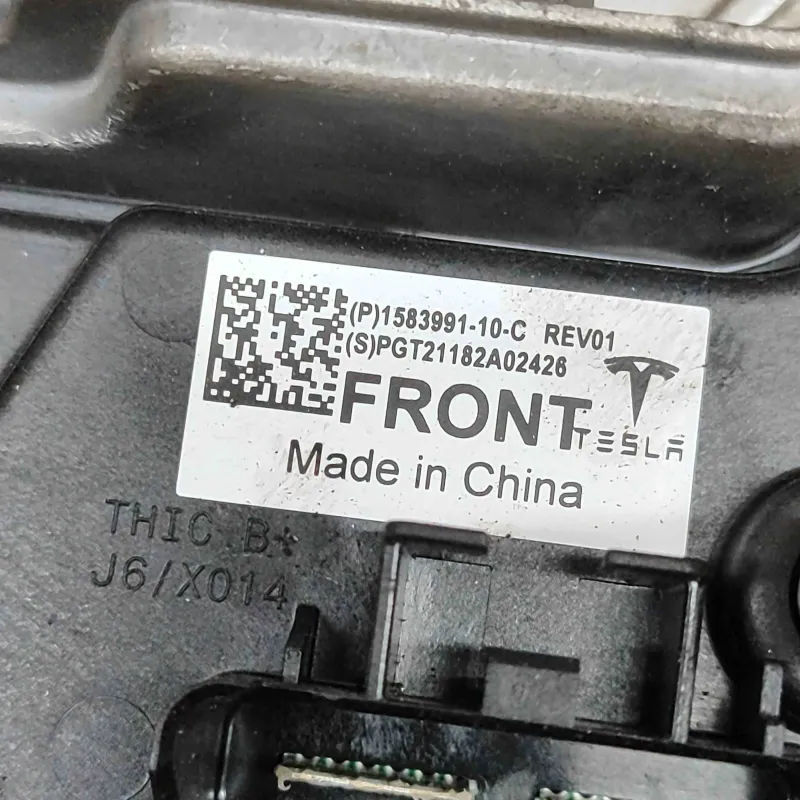 (P)1583991-10-C REV01
(S)PGT21182A02426
FRONT
TESLA
Made in China
THIC B+
J6/X014